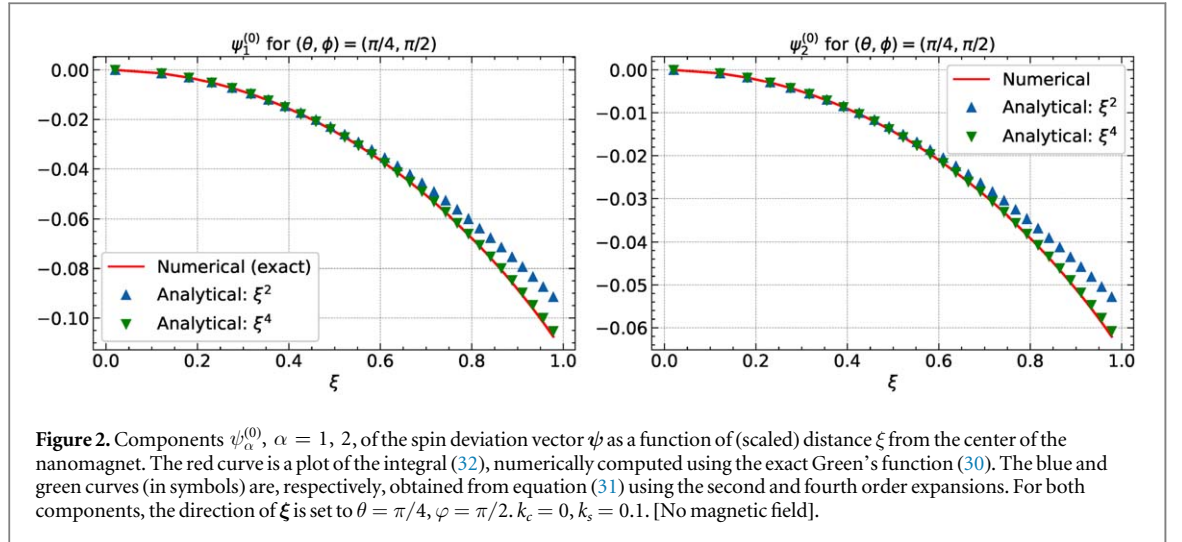 ψ₁⁽⁰⁾ for (θ, ϕ) = (π/4, π/2)
0.00
−0.02
−0.04
−0.06
−0.08
−0.10
Numerical (exact)
Analytical: ξ²
Analytical: ξ⁴
0.0 0.2 0.4 0.6 0.8 1.0
ξ
ψ₂⁽⁰⁾ for (θ, ϕ) = (π/4, π/2)
0.00
−0.01
−0.02
−0.03
−0.04
−0.05
−0.06
Numerical
Analytical: ξ²
Analytical: ξ⁴
0.0 0.2 0.4 0.6 0.8 1.0
ξ
Figure 2. Components ψ_α⁽⁰⁾, α = 1, 2, of the spin deviation vector ψ as a function of (scaled) distance ξ from the center of the
nanomagnet. The red curve is a plot of the integral (32), numerically computed using the exact Green's function (30). The blue and
green curves (in symbols) are, respectively, obtained from equation (31) using the second and fourth order expansions. For both
components, the direction of ξ is set to θ = π/4, φ = π/2. k_c = 0, k_s = 0.1. [No magnetic field].